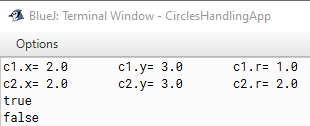 BlueJ: Terminal Window - CirclesHandlingApp
Options
c1.x= 2.0 c1.y= 3.0 c1.r= 1.0
c2.x= 2.0 c2.y= 3.0 c2.r= 2.0
true
false